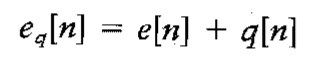 e_q[n] = e[n] + q[n]